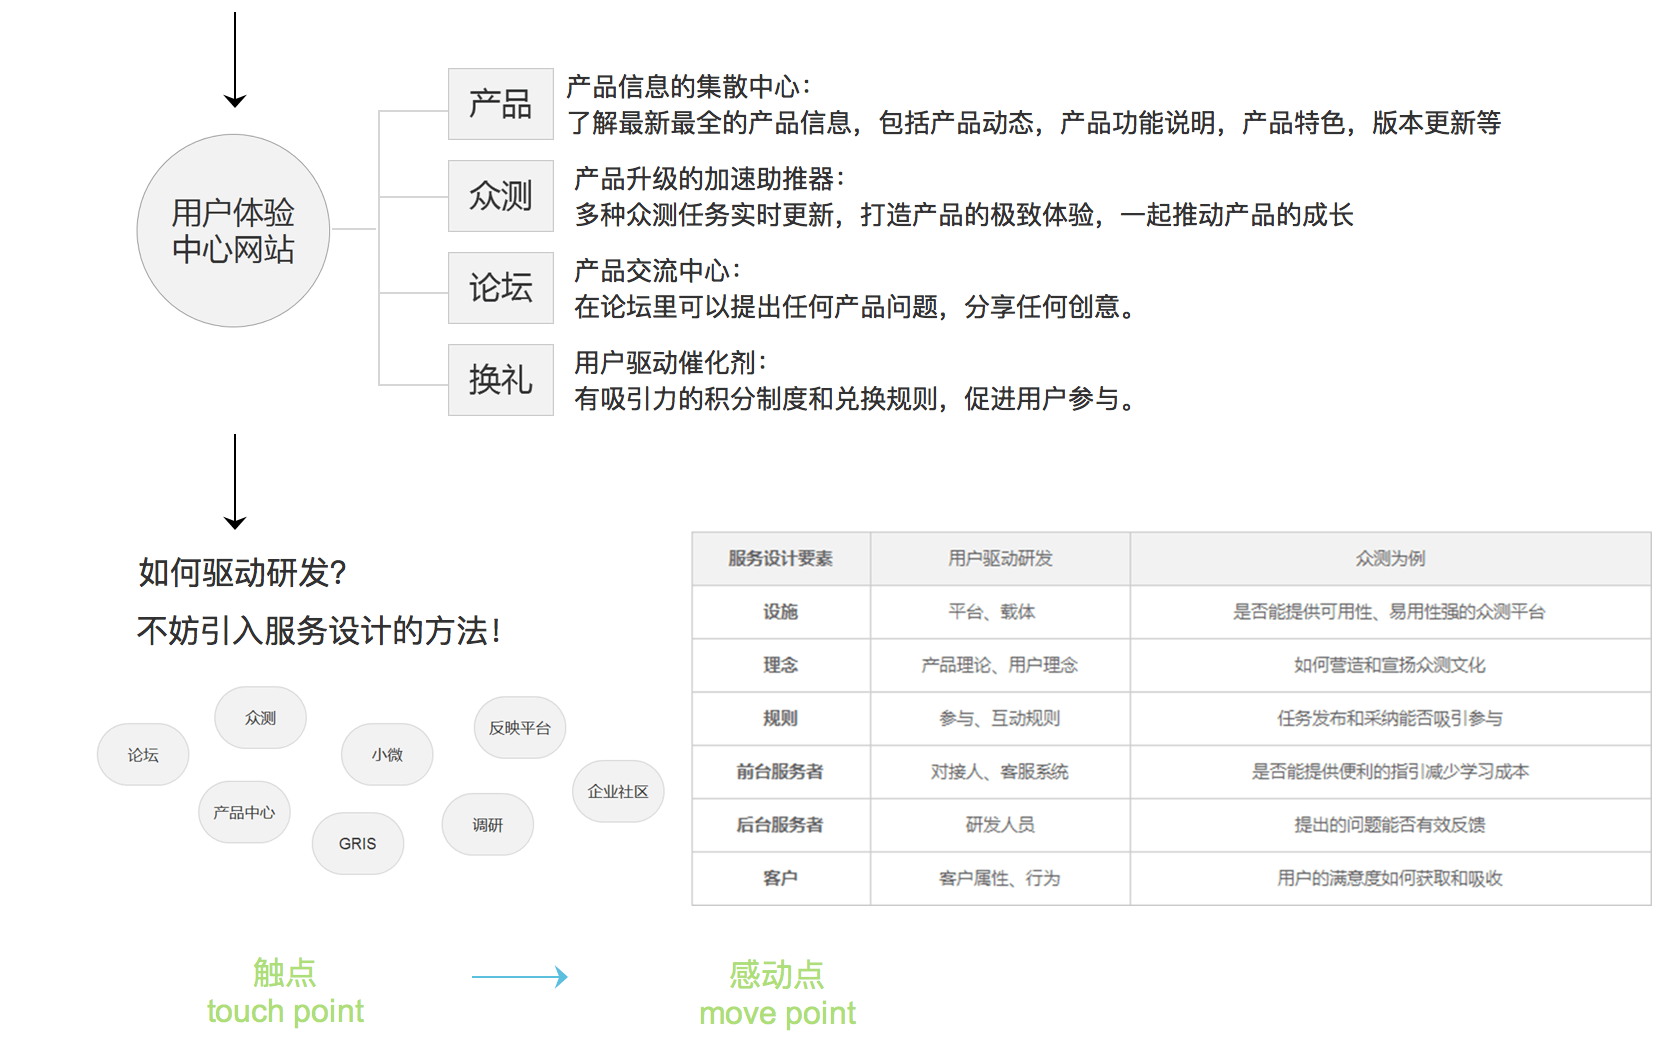 用户体验
中心网站
产品
产品信息的集散中心：
了解最新最全的产品信息，包括产品动态，产品功能说明，产品特色，版本更新等
众测
产品升级的加速助推器：
多种众测任务实时更新，打造产品的极致体验，一起推动产品的成长
论坛
产品交流中心：
在论坛里可以提出任何产品问题，分享任何创意。
换礼
用户驱动催化剂：
有吸引力的积分制度和兑换规则，促进用户参与。
如何驱动研发？
不妨引入服务设计的方法！
论坛
众测
产品中心
小微
GRIS
反映平台
调研
企业社区
服务设计要素 用户驱动研发 众测为例
设施 平台、载体 是否能提供可用性、易用性强的众测平台
理念 产品理论、用户理念 如何营造和宣扬众测文化
规则 参与、互动规则 任务发布和采纳能否吸引参与
前台服务者 对接人、客服系统 是否能提供便利的指引减少学习成本
后台服务者 研发人员 提出的问题能否有效反馈
客户 客户属性、行为 用户的满意度如何获取和吸收
触点
touch point
感动点
move point